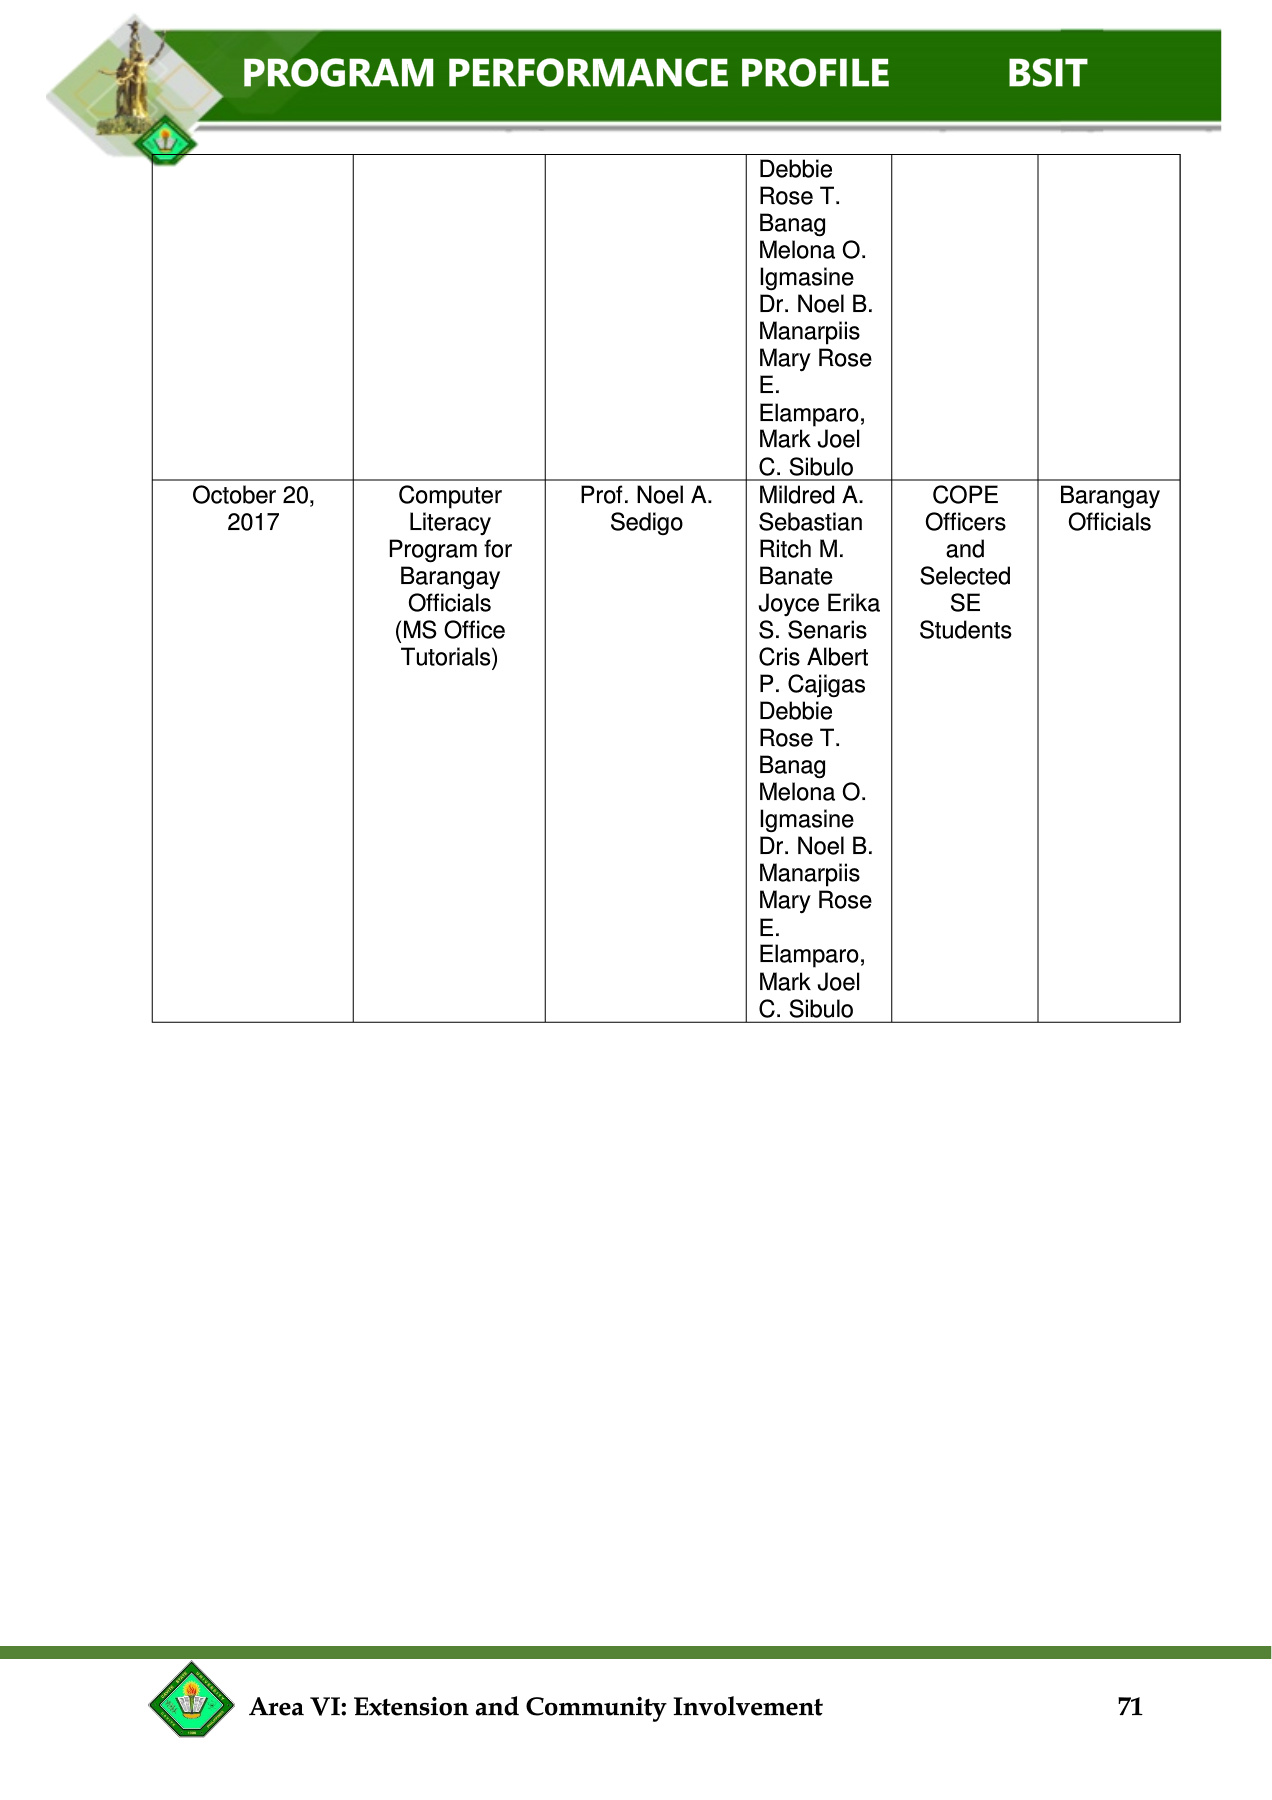 PROGRAM PERFORMANCE PROFILE BSIT
Debbie
Rose T.
Banag
Melona O.
Igmasine
Dr. Noel B.
Manarpiis
Mary Rose
E.
Elamparo,
Mark Joel
C. Sibulo
October 20,
2017
Computer
Literacy
Program for
Barangay
Officials
(MS Office
Tutorials)
Prof. Noel A.
Sedigo
Mildred A.
Sebastian
Ritch M.
Banate
Joyce Erika
S. Senaris
Cris Albert
P. Cajigas
Debbie
Rose T.
Banag
Melona O.
Igmasine
Dr. Noel B.
Manarpiis
Mary Rose
E.
Elamparo,
Mark Joel
C. Sibulo
COPE
Officers
and
Selected
SE
Students
Barangay
Officials
Area VI: Extension and Community Involvement 71